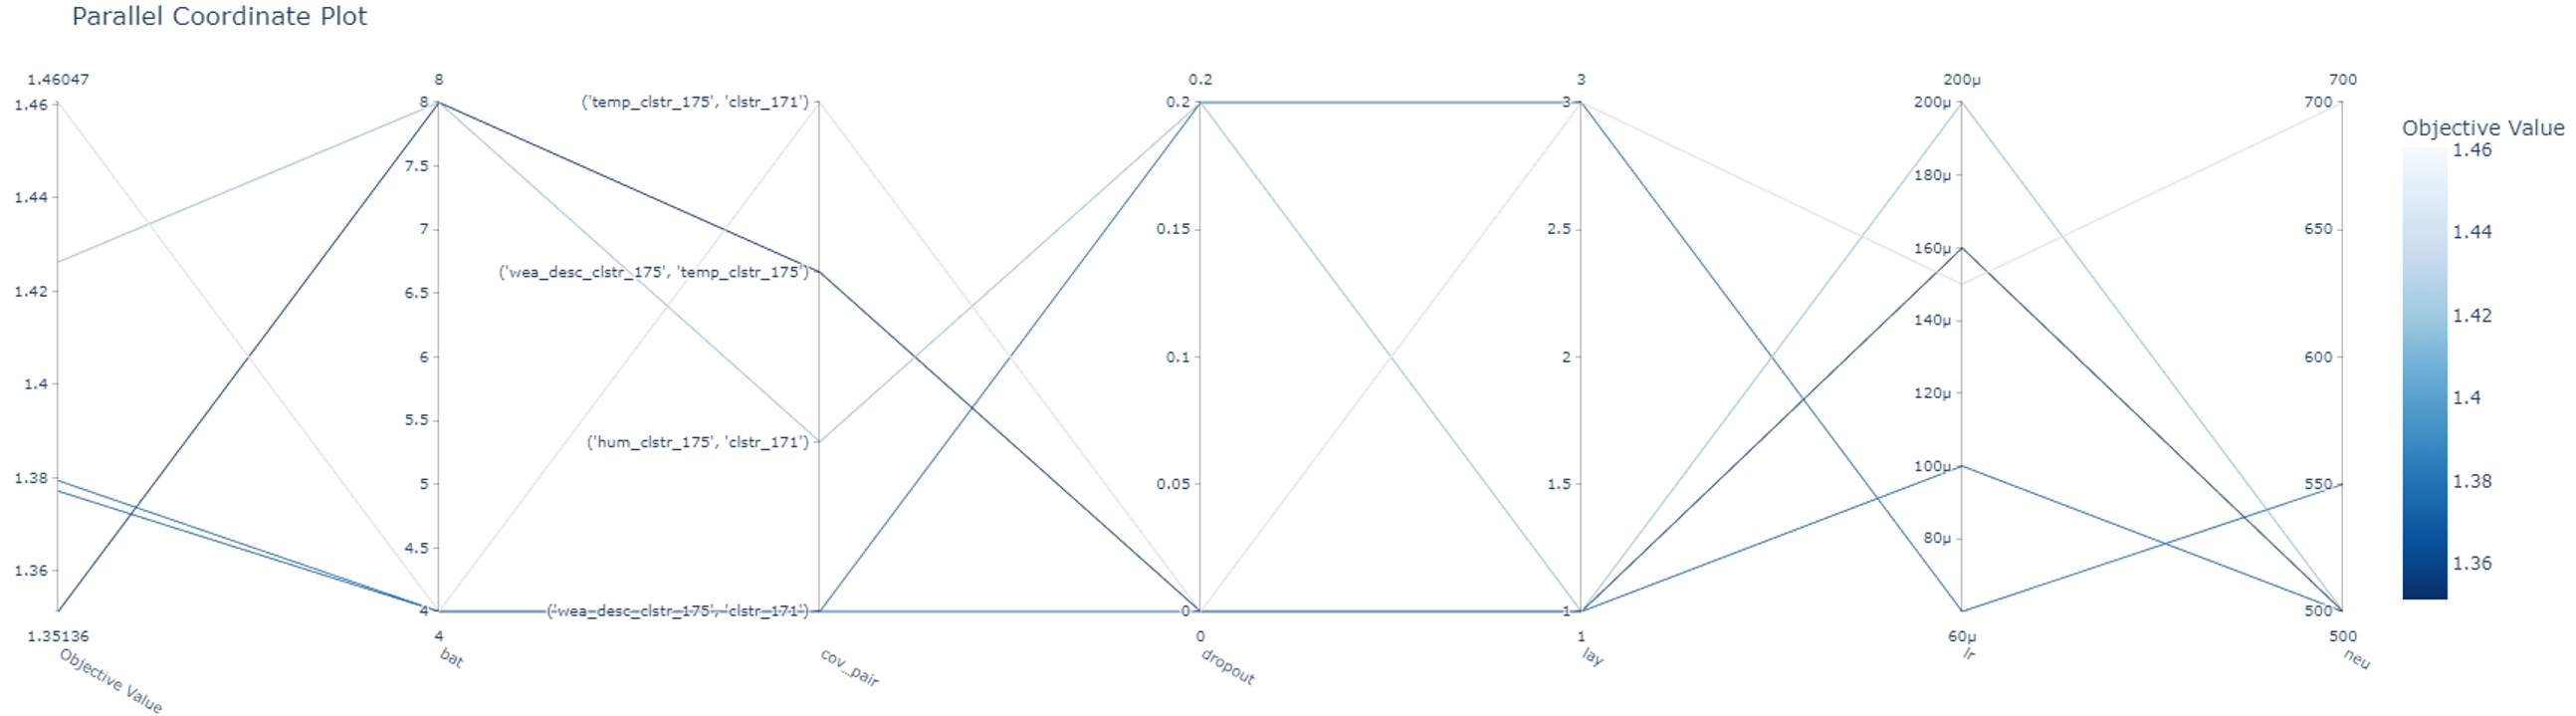 Parallel Coordinate Plot
1.46047
8
0.2
3
200μ
700
1.46
1.44
1.42
1.4
1.38
1.36
1.35136
Objective Value
8
7.5
7
6.5
6
5.5
5
4.5
4
4
bat
('temp_clstr_175', 'clstr_171')
('wea_desc_clstr_175', 'temp_clstr_175')
('hum_clstr_175', 'clstr_171')
('wea_desc_clstr_175', 'clstr_171')
cov_pair
0.2
0.15
0.1
0.05
0
0
dropout
3
2.5
2
1.5
1
1
lay
200μ
180μ
160μ
140μ
120μ
100μ
80μ
60μ
lr
700
650
600
550
500
500
neu
Objective Value
1.46
1.44
1.42
1.4
1.38
1.36